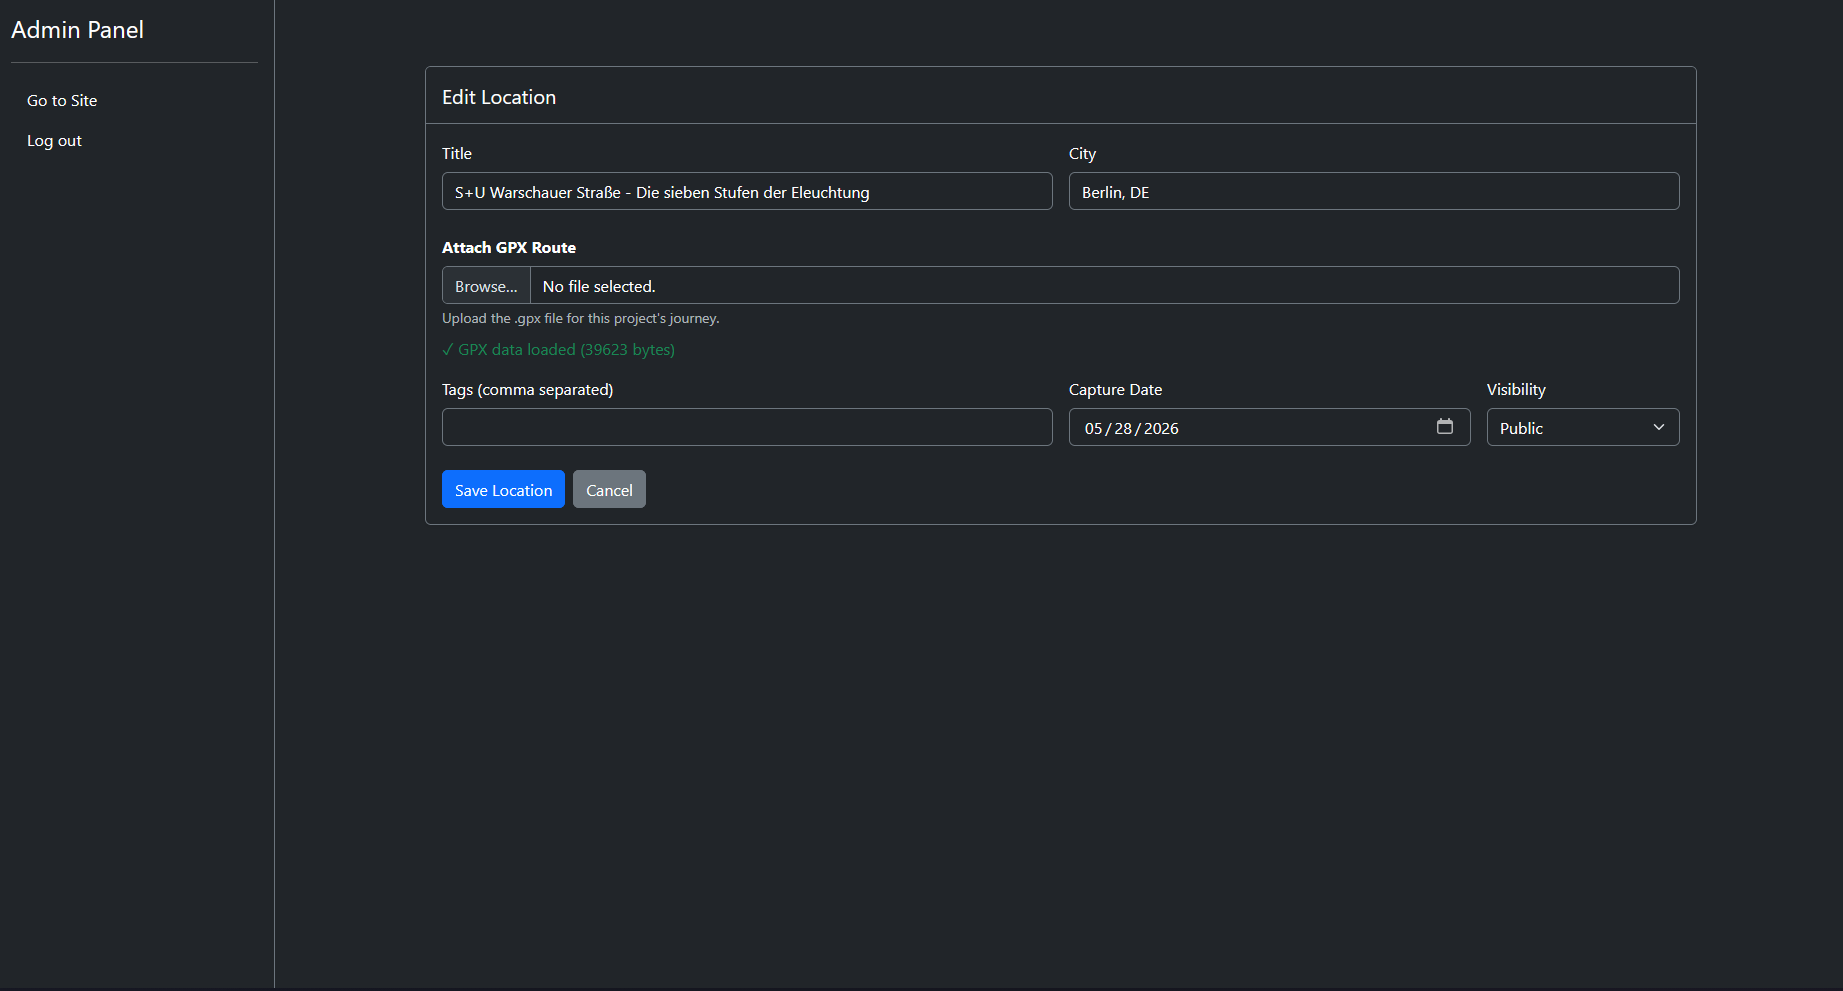 Admin Panel
Go to Site
Log out
Edit Location
Title
City
S+U Warschauer Straße - Die sieben Stufen der Eleuchtung
Berlin, DE
Attach GPX Route
Browse...
No file selected.
Upload the .gpx file for this project's journey.
✓ GPX data loaded (39623 bytes)
Tags (comma separated)
Capture Date
Visibility
05/28/2026
Public
Save Location
Cancel